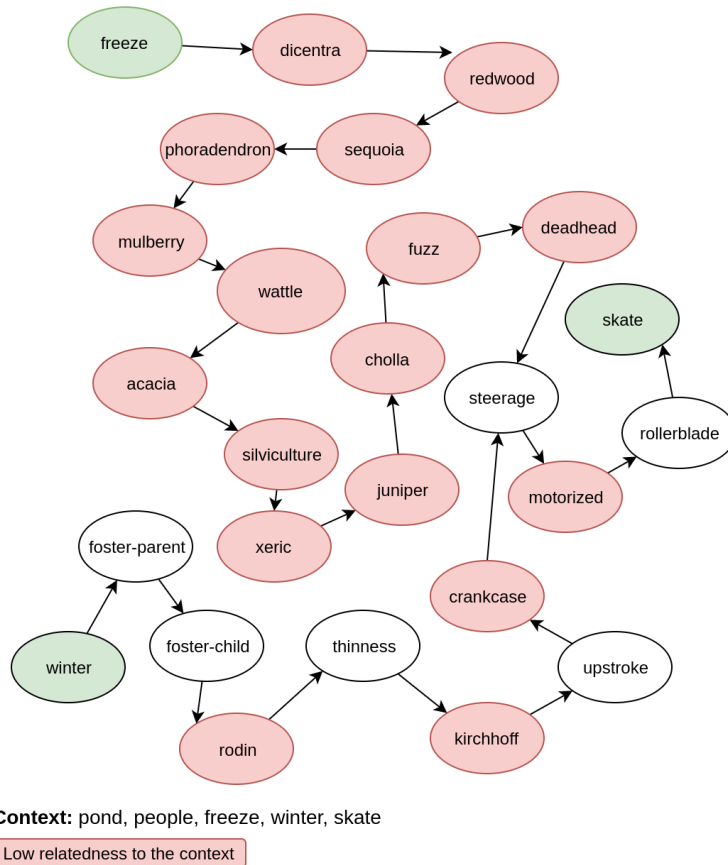 freeze
dicentra
redwood
sequoia
phoradendron
mulberry
wattle
acacia
silviculture
xeric
juniper
cholla
fuzz
deadhead
steerage
motorized
rollerblade
skate
winter
foster-parent
foster-child
rodin
thinness
kirchhoff
upstroke
crankcase
Context: pond, people, freeze, winter, skate
Low relatedness to the context